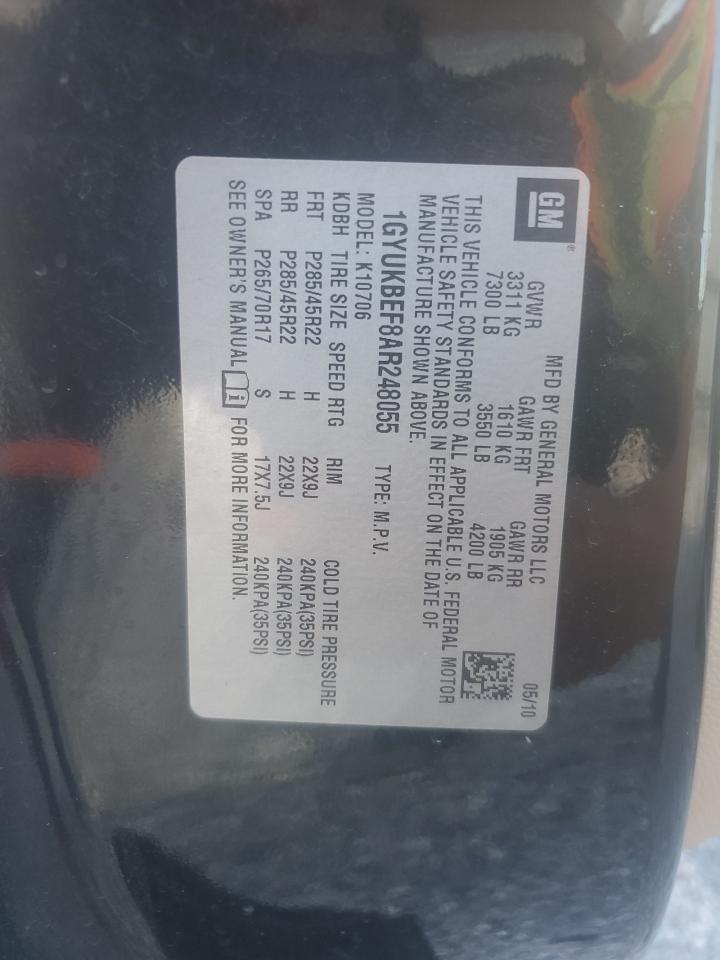 GM®
MFD BY GENERAL MOTORS LLC 05/10
GVWR GAWR FRT GAWR RR
3311 KG 1610 KG 1905 KG
7300 LB 3550 LB 4200 LB
THIS VEHICLE CONFORMS TO ALL APPLICABLE U.S. FEDERAL MOTOR
VEHICLE SAFETY STANDARDS IN EFFECT ON THE DATE OF
MANUFACTURE SHOWN ABOVE.
1GYUKBEF8AR248055 TYPE: M.P.V.
MODEL: K10706
KDBH TIRE SIZE SPEED RTG RIM COLD TIRE PRESSURE
FRT P285/45R22 H 22X9J 240KPA(35PSI)
RR P285/45R22 H 22X9J 240KPA(35PSI)
SPA P265/70R17 S 17X7.5J 240KPA(35PSI)
SEE OWNER'S MANUAL i FOR MORE INFORMATION.